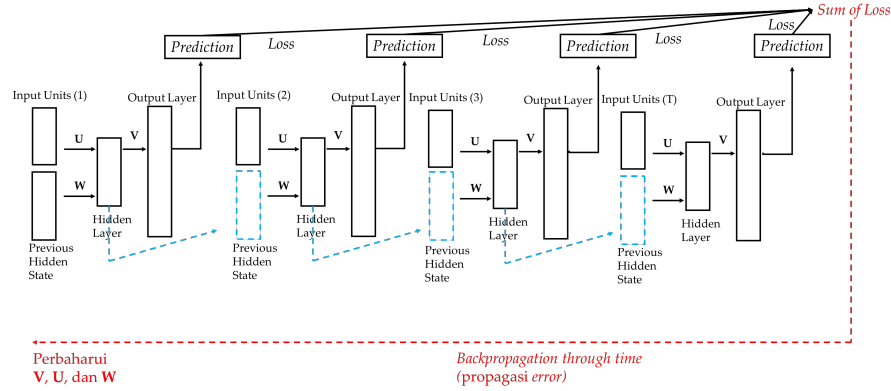 Sum of Loss
Prediction
Loss
Prediction
Loss
Prediction
Loss
Prediction
Loss
Input Units (1)
Output Layer
Input Units (2)
Output Layer
Input Units (3)
Output Layer
Input Units (T)
Output Layer
U
V
U
V
U
V
U
V
W
W
W
W
Hidden
Layer
Hidden
Layer
Hidden
Layer
Hidden
Layer
Previous
Hidden
State
Previous
Hidden
State
Previous
Hidden
State
Previous
Hidden
State
Perbaharui
V, U, dan W
Backpropagation through time
(propagasi error)